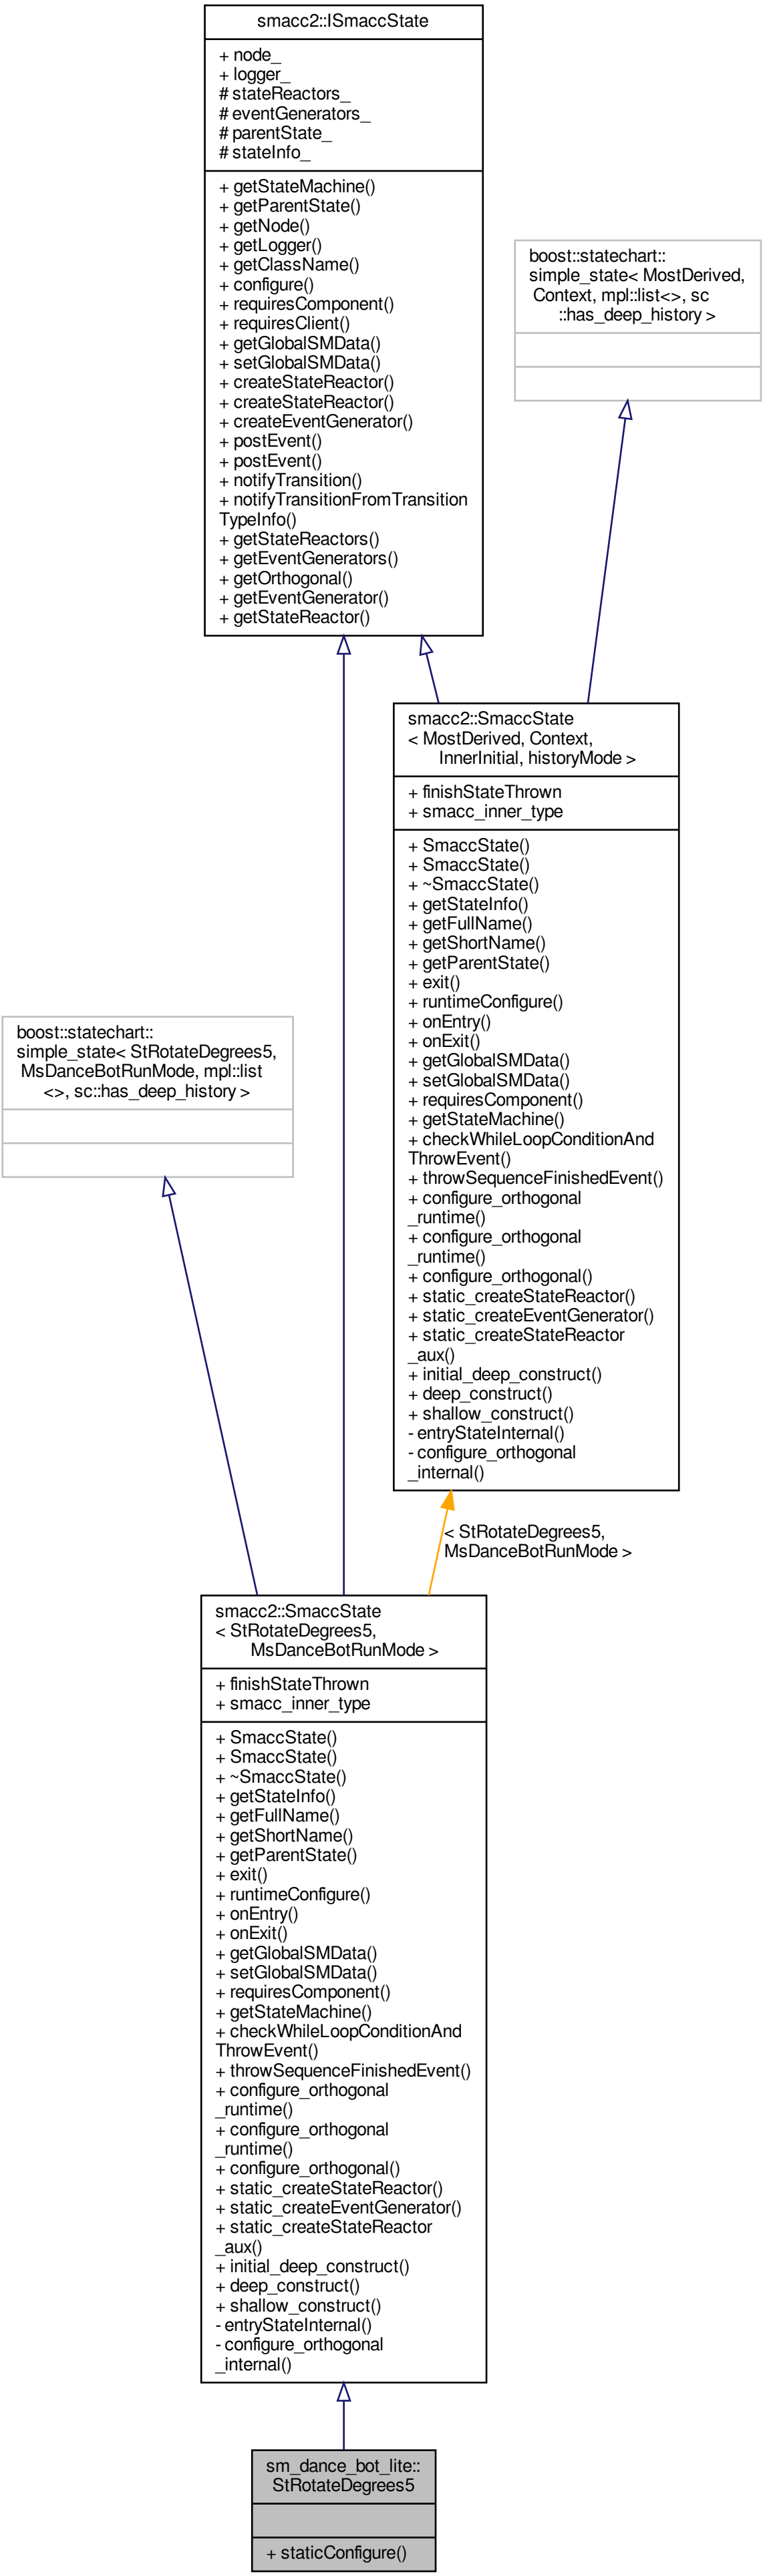 smacc2::ISmaccState
+ node_
+ logger_
# stateReactors_
# eventGenerators_
# parentState_
# stateInfo_
+ getStateMachine()
+ getParentState()
+ getNode()
+ getLogger()
+ getClassName()
+ configure()
+ requiresComponent()
+ requiresClient()
+ getGlobalSMData()
+ setGlobalSMData()
+ createStateReactor()
+ createStateReactor()
+ createEventGenerator()
+ postEvent()
+ postEvent()
+ notifyTransition()
+ notifyTransitionFromTransition
TypeInfo()
+ getStateReactors()
+ getEventGenerators()
+ getOrthogonal()
+ getEventGenerator()
+ getStateReactor()
boost::statechart::
simple_state< MostDerived,
Context, mpl::list<>, sc
::has_deep_history >
smacc2::SmaccState
< MostDerived, Context,
InnerInitial, historyMode >
+ finishStateThrown
+ smacc_inner_type
+ SmaccState()
+ SmaccState()
+ ~SmaccState()
+ getStateInfo()
+ getFullName()
+ getShortName()
+ getParentState()
+ exit()
+ runtimeConfigure()
+ onEntry()
+ onExit()
+ getGlobalSMData()
+ setGlobalSMData()
+ requiresComponent()
+ getStateMachine()
+ checkWhileLoopConditionAnd
ThrowEvent()
+ throwSequenceFinishedEvent()
+ configure_orthogonal
_runtime()
+ configure_orthogonal
_runtime()
+ configure_orthogonal()
+ static_createStateReactor()
+ static_createEventGenerator()
+ static_createStateReactor
_aux()
+ initial_deep_construct()
+ deep_construct()
+ shallow_construct()
- entryStateInternal()
- configure_orthogonal
_internal()
boost::statechart::
simple_state< StRotateDegrees5,
MsDanceBotRunMode, mpl::list
<>, sc::has_deep_history >
< StRotateDegrees5,
MsDanceBotRunMode >
smacc2::SmaccState
< StRotateDegrees5,
MsDanceBotRunMode >
+ finishStateThrown
+ smacc_inner_type
+ SmaccState()
+ SmaccState()
+ ~SmaccState()
+ getStateInfo()
+ getFullName()
+ getShortName()
+ getParentState()
+ exit()
+ runtimeConfigure()
+ onEntry()
+ onExit()
+ getGlobalSMData()
+ setGlobalSMData()
+ requiresComponent()
+ getStateMachine()
+ checkWhileLoopConditionAnd
ThrowEvent()
+ throwSequenceFinishedEvent()
+ configure_orthogonal
_runtime()
+ configure_orthogonal
_runtime()
+ configure_orthogonal()
+ static_createStateReactor()
+ static_createEventGenerator()
+ static_createStateReactor
_aux()
+ initial_deep_construct()
+ deep_construct()
+ shallow_construct()
- entryStateInternal()
- configure_orthogonal
_internal()
sm_dance_bot_lite::
StRotateDegrees5
+ staticConfigure()